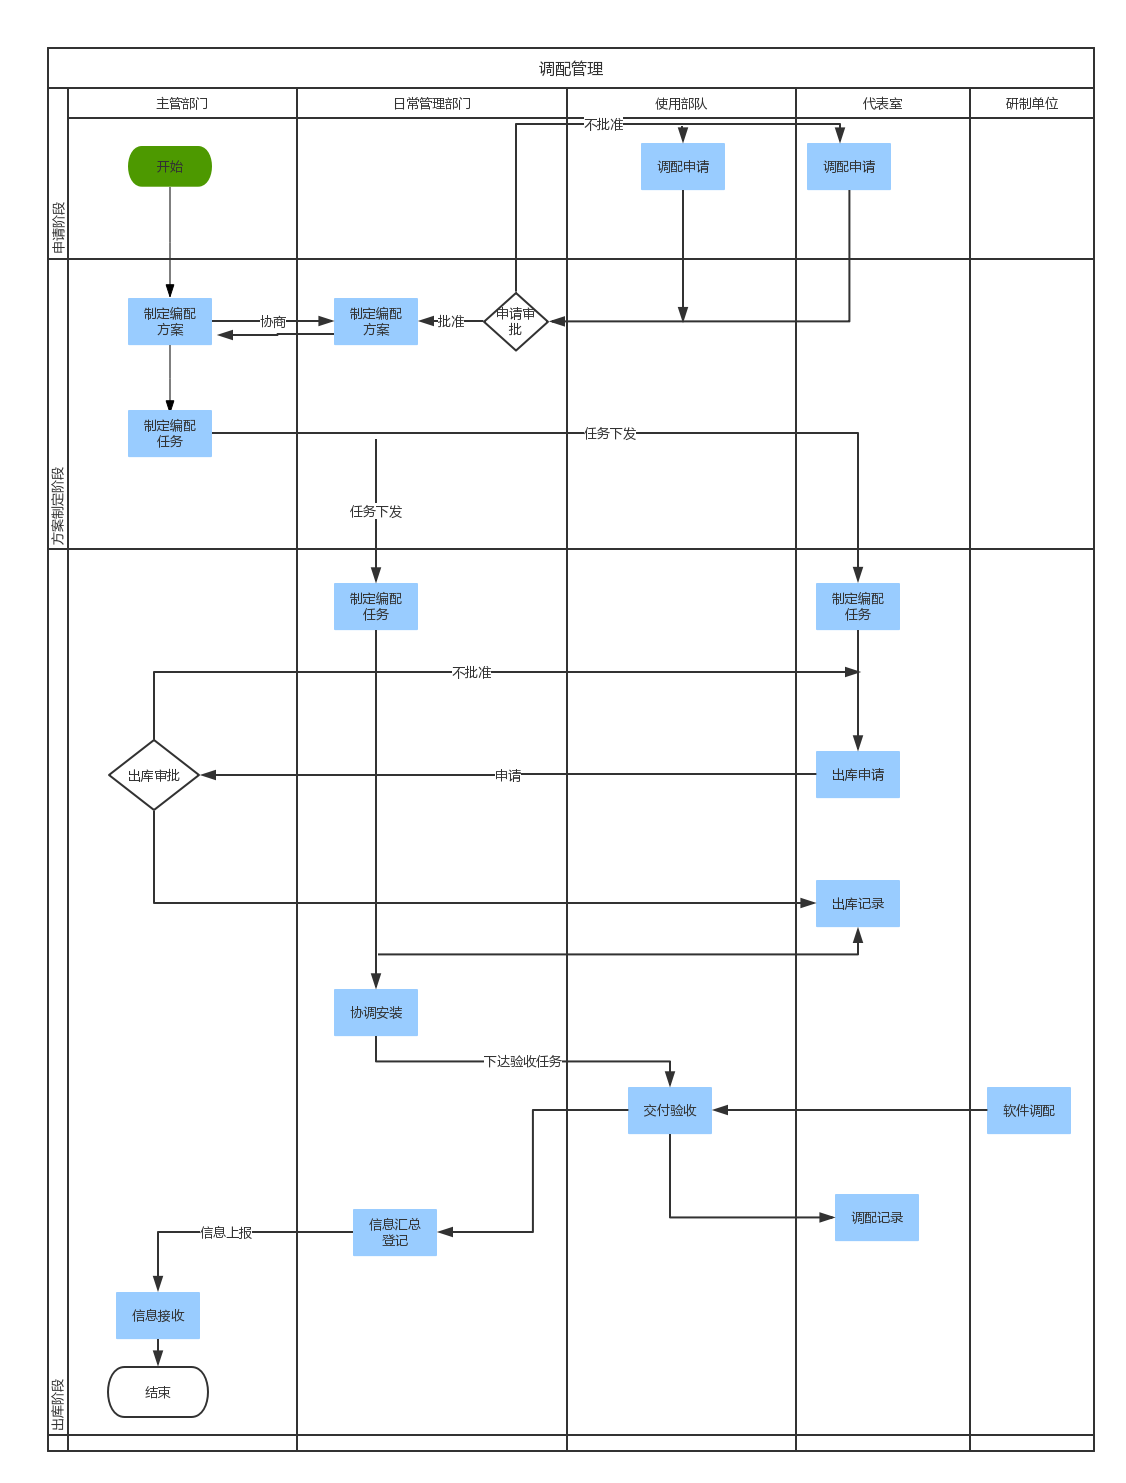 调配管理
主管部门
日常管理部门
使用部队
代表室
研制单位
申请阶段
不批准
开始
调配申请
调配申请
方案制定阶段
制定编配
方案
协商
制定编配
方案
批准
申请审
批
制定编配
任务
任务下发
任务下发
出库阶段
制定编配
任务
制定编配
任务
不批准
出库审批
申请
出库申请
出库记录
协调安装
下达验收任务
交付验收
软件调配
调配记录
信息汇总
登记
信息上报
信息接收
结束